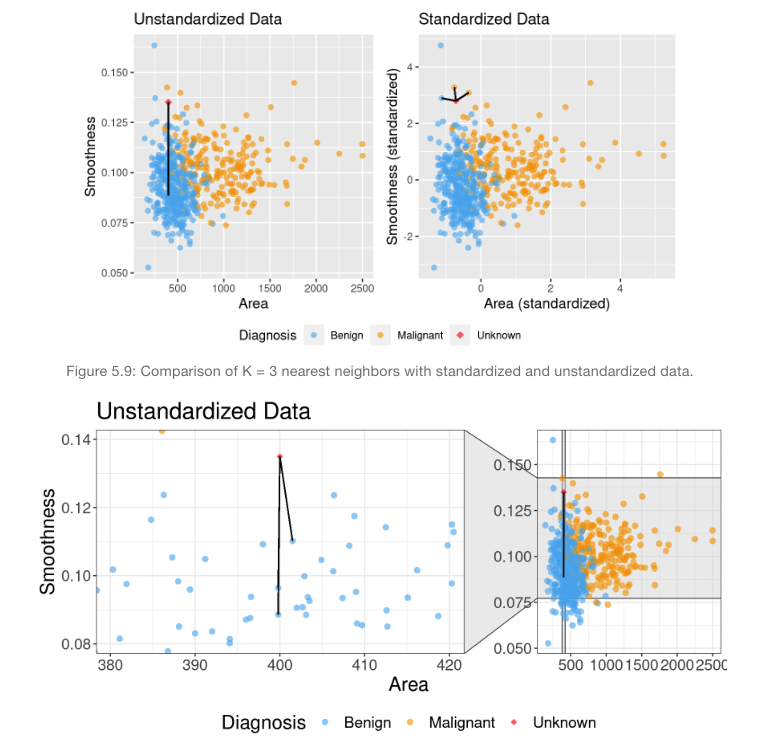 Unstandardized Data
Standardized Data
Smoothness
0.150
0.125
0.100
0.075
0.050
500
1000
1500
2000
2500
Area
Smoothness (standardized)
4
2
0
-2
0
2
4
Area (standardized)
Diagnosis
Benign
Malignant
Unknown
Figure 5.9: Comparison of K = 3 nearest neighbors with standardized and unstandardized data.
Unstandardized Data
Smoothness
0.14
0.12
0.10
0.08
380
390
400
410
420
0.150
0.125
0.100
0.075
0.050
500
1000
1500
2000
2500
Area
Diagnosis
Benign
Malignant
Unknown